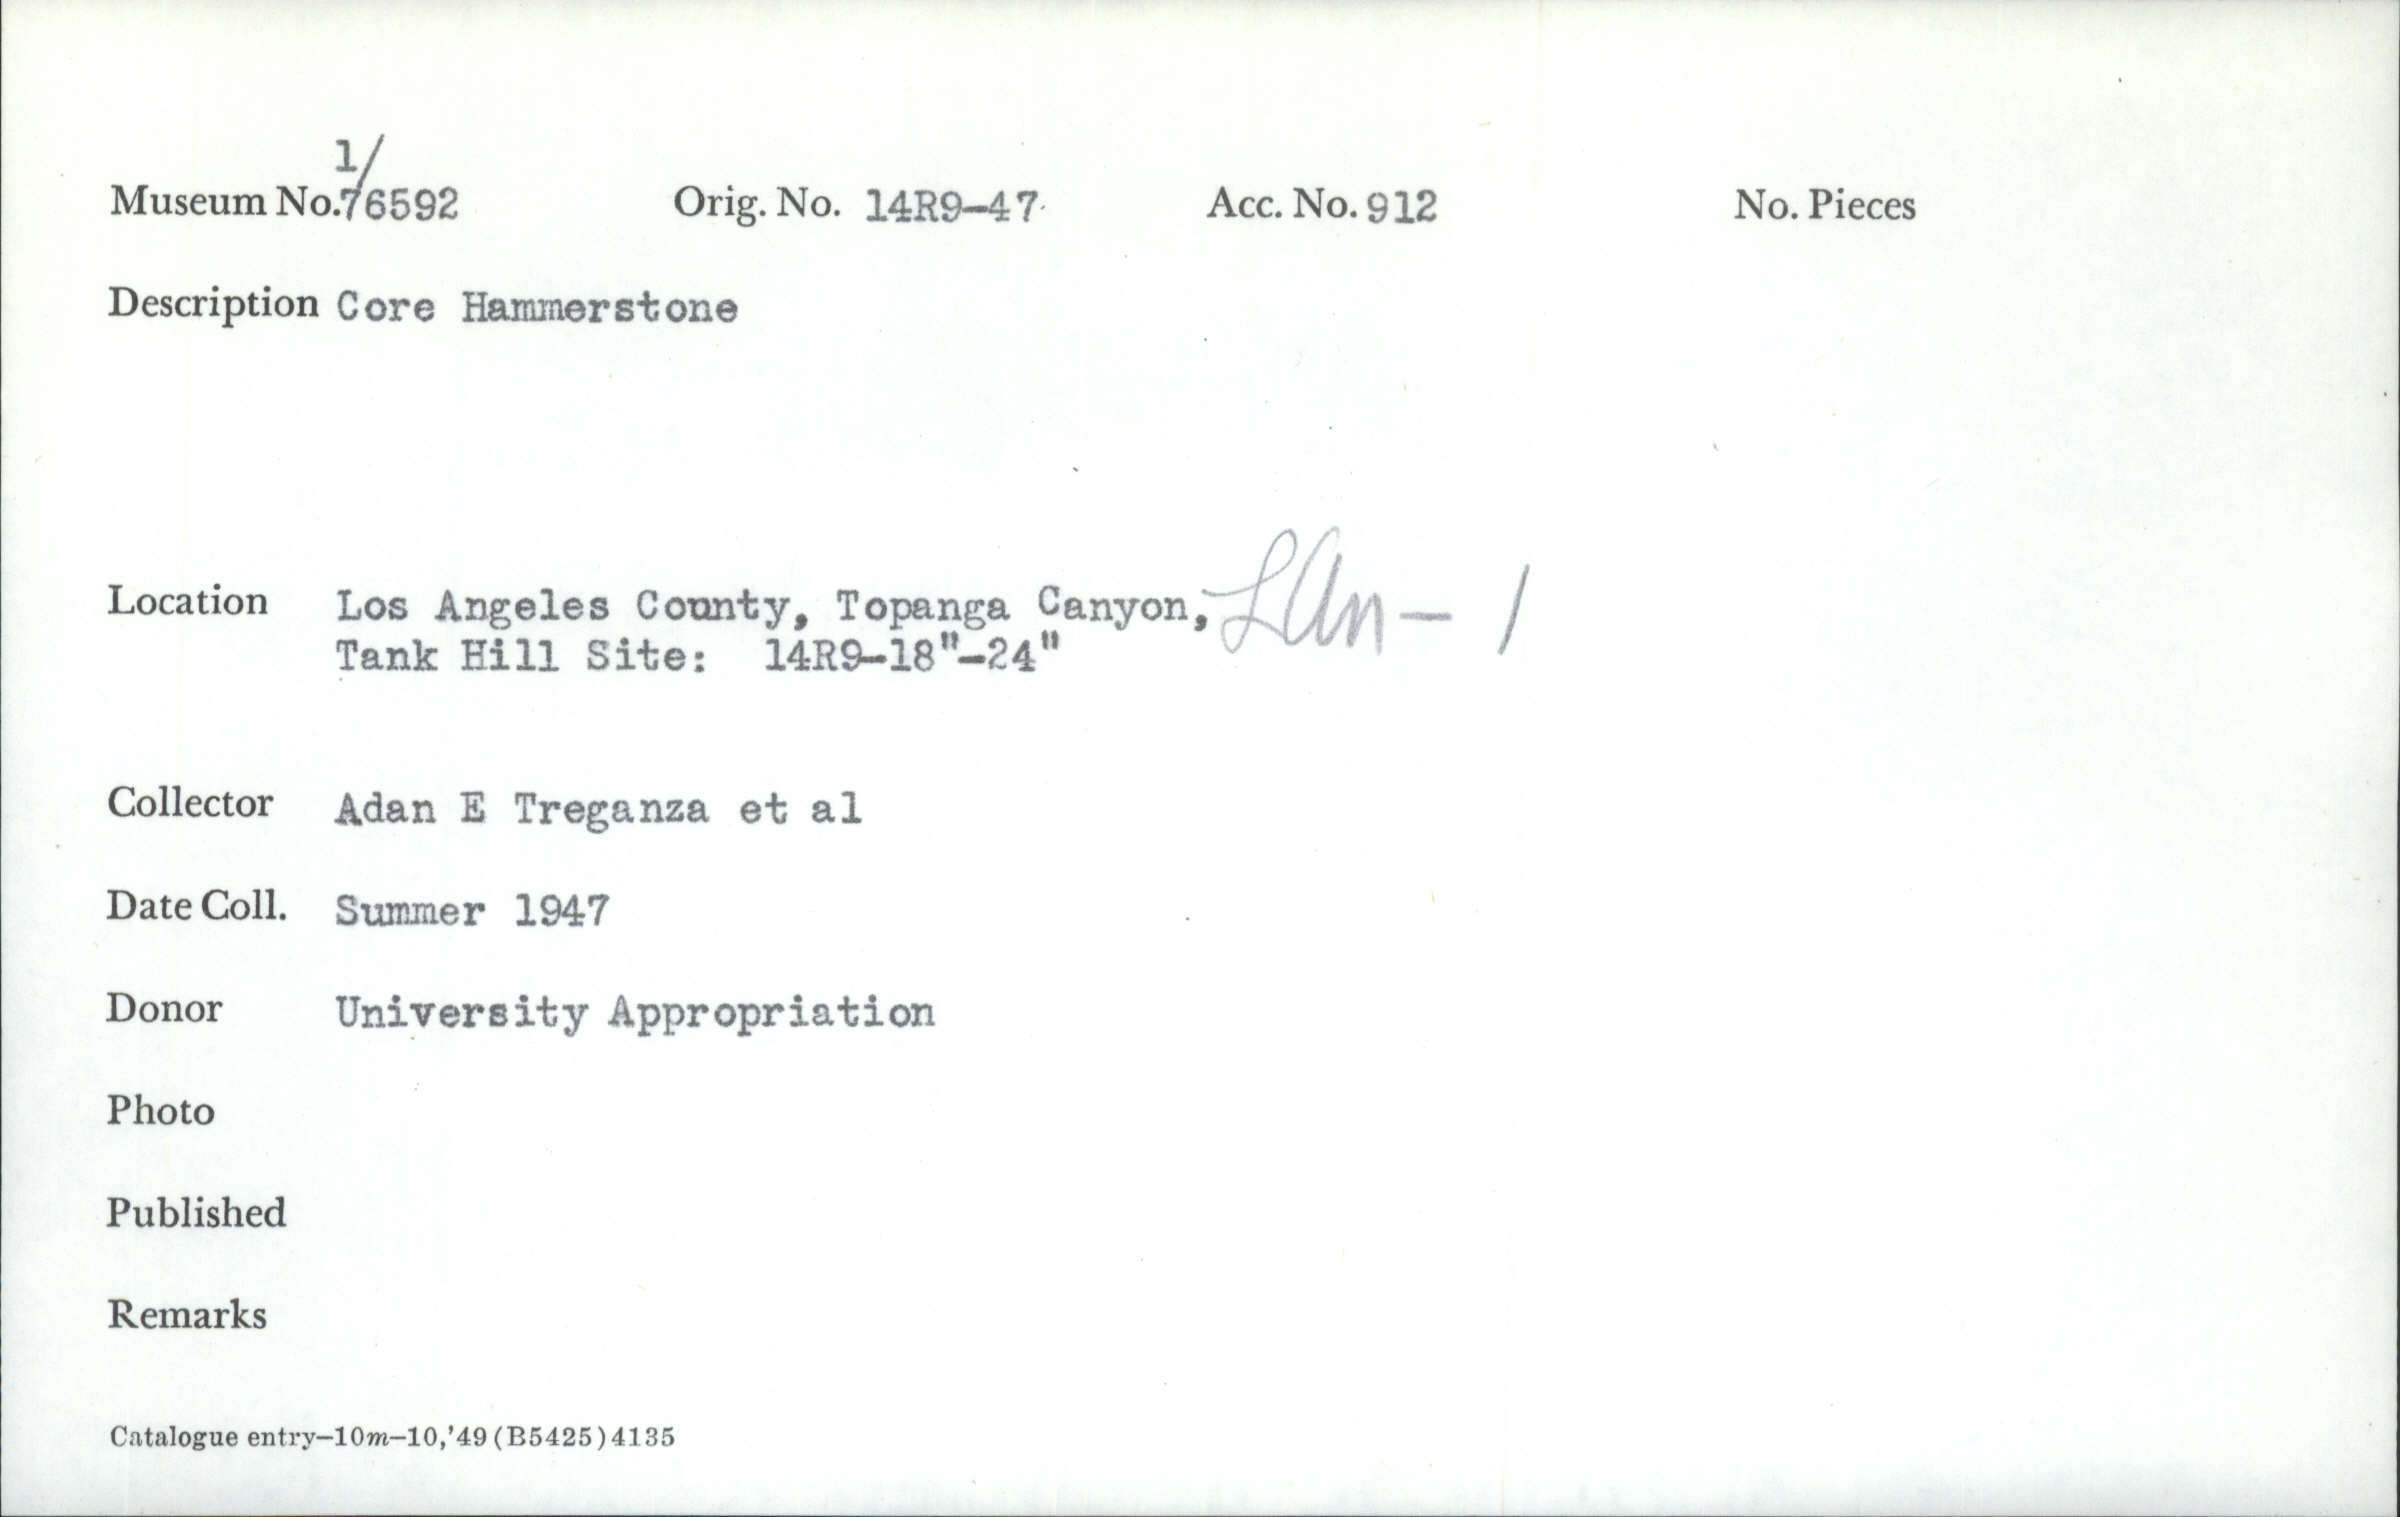 Museum No. 1/76592 Orig. No. 14R9-47 Acc. No. 912 No. Pieces
Description Core Hammerstone
Location Los Angeles County, Topanga Canyon, LAn-1
Tank Hill Site: 14R9-18"-24"
Collector Adan E Treganza et al
Date Coll. Summer 1947
Donor University Appropriation
Photo
Published
Remarks
Catalogue entry—10m—10,'49 (B5425) 4135